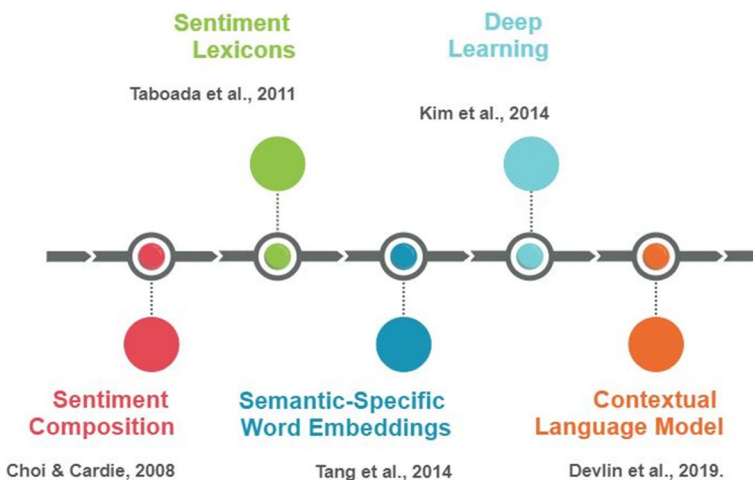 Sentiment
Lexicons
Taboada et al., 2011
Deep
Learning
Kim et al., 2014
Sentiment
Composition
Choi & Cardie, 2008
Semantic-Specific
Word Embeddings
Tang et al., 2014
Contextual
Language Model
Devlin et al., 2019.